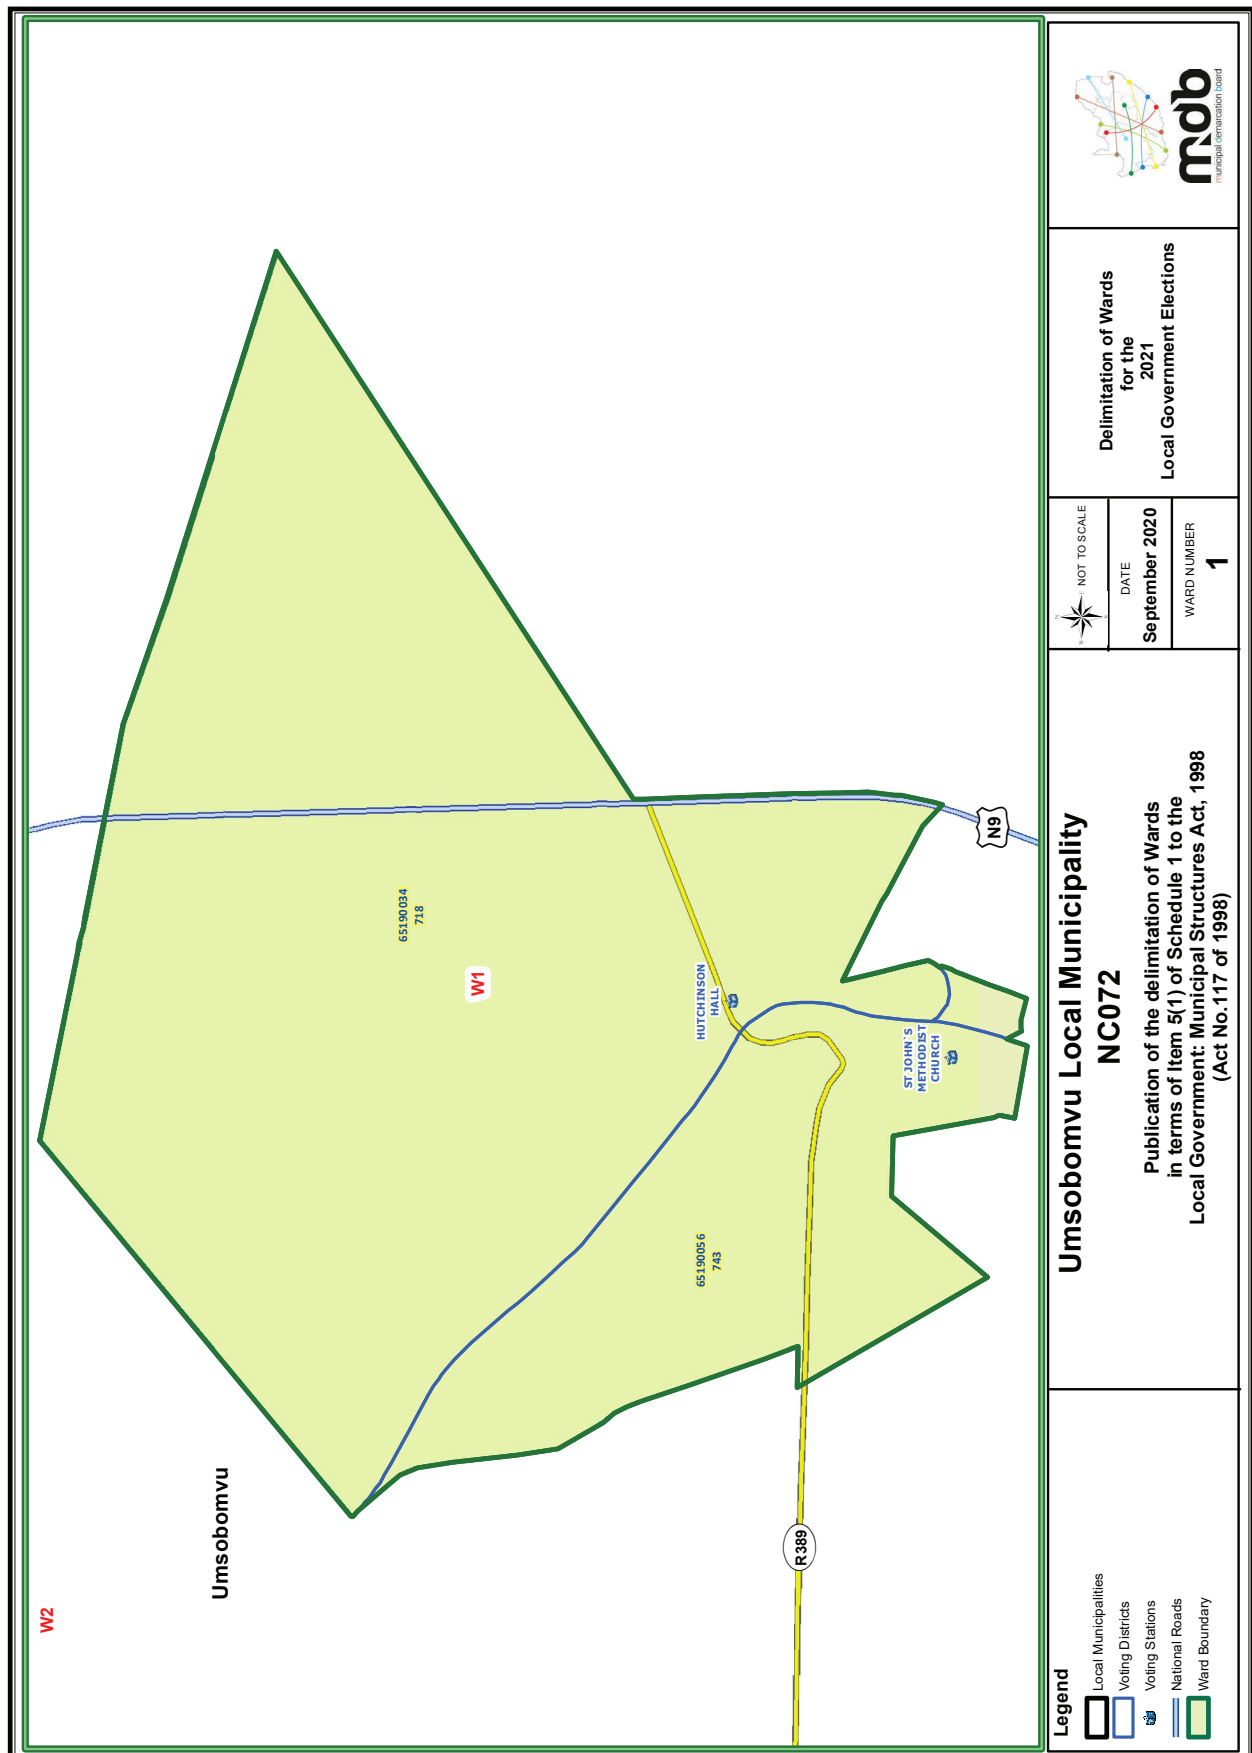 W2
Umsobomvu
65190034
718
W1
HUTCHINSON
HALL
ST JOHN`S
METHODIST
CHURCH
65190056
743
N9
R389
Legend
Local Municipalities
Voting Districts
Voting Stations
National Roads
Ward Boundary
Umsobomvu Local Municipality
NC072
Publication of the delimitation of Wards
in terms of Item 5(1) of Schedule 1 to the
Local Government: Municipal Structures Act, 1998
(Act No.117 of 1998)
N
W
E
S
NOT TO SCALE
DATE
September 2020
WARD NUMBER
1
Delimitation of Wards
for the
2021
Local Government Elections
mdb
municipal demarcation board